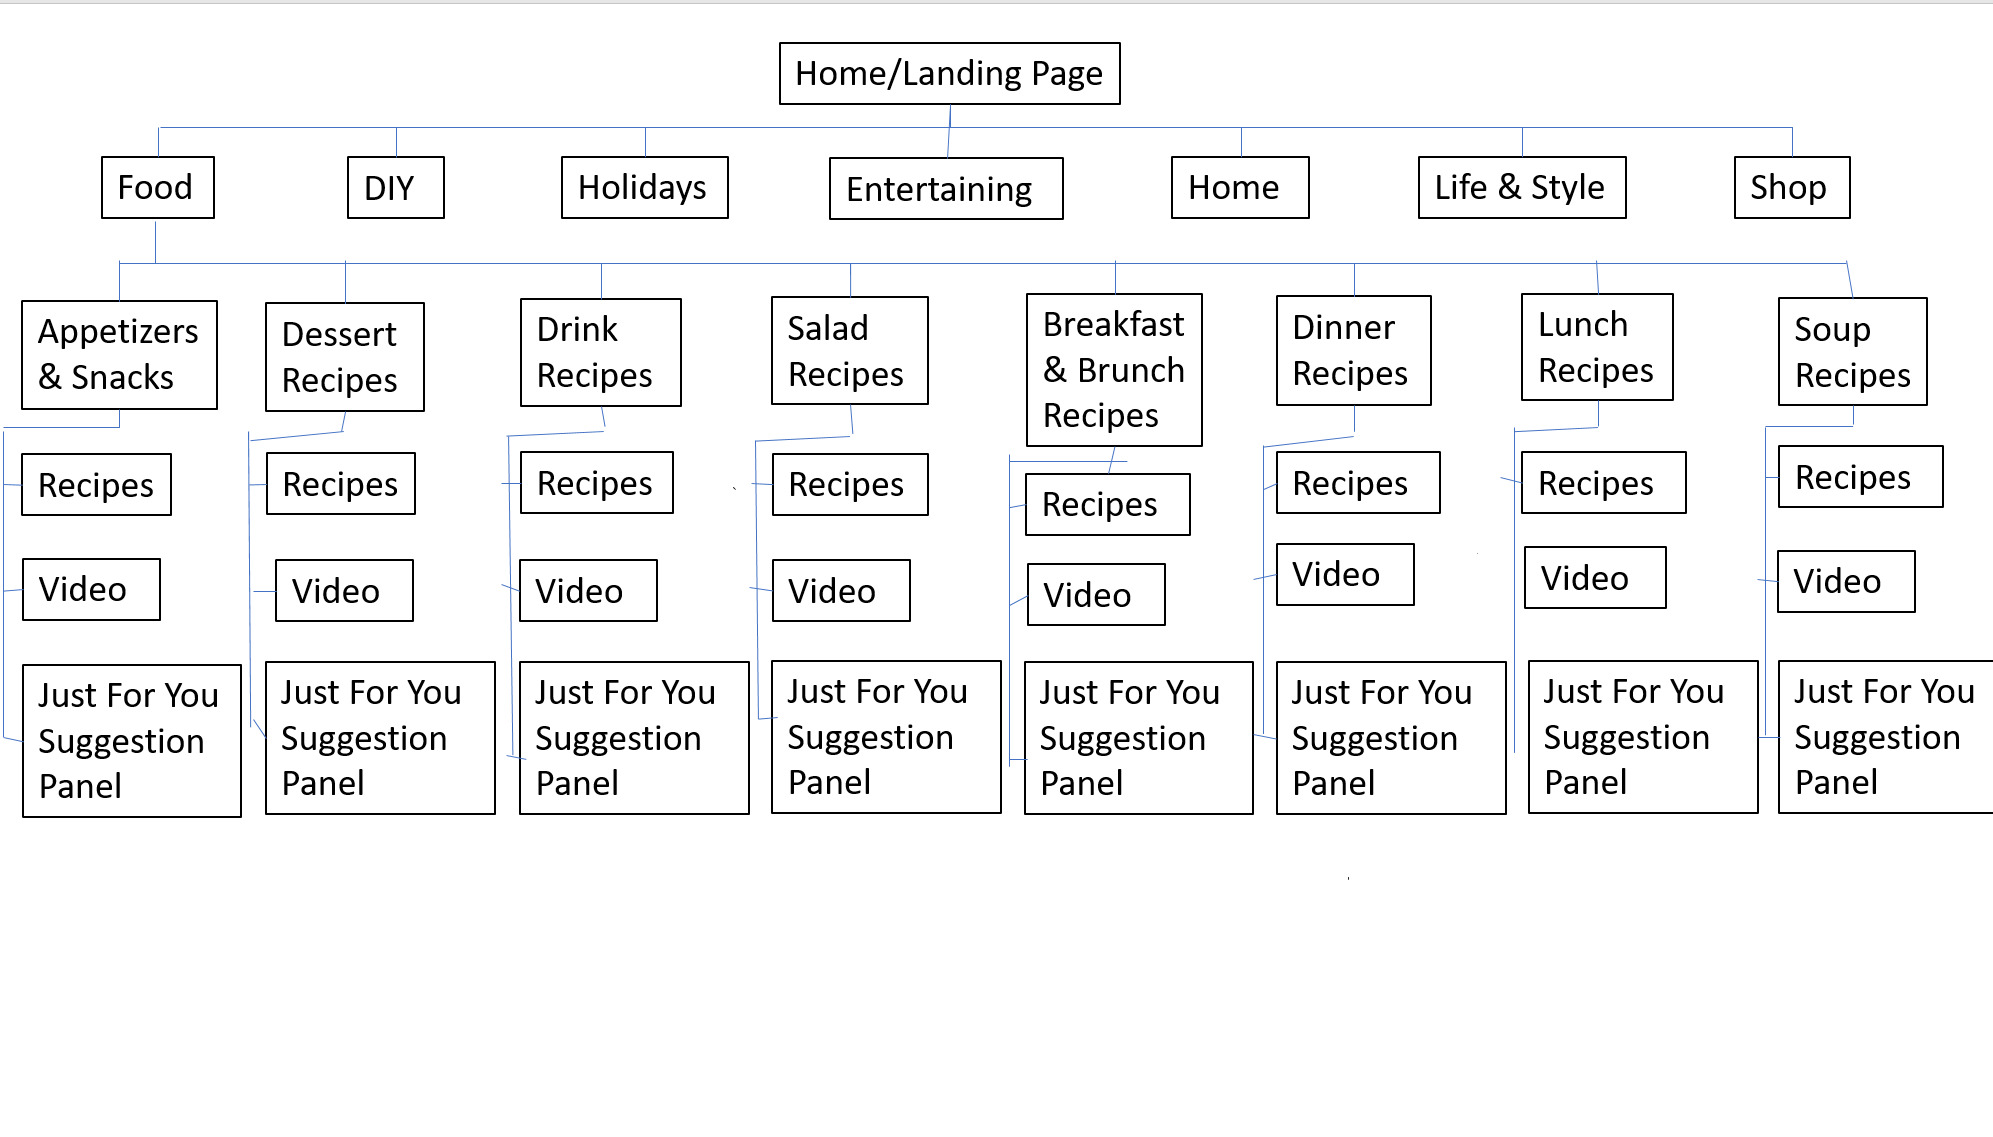 Home/Landing Page
Food
DIY
Holidays
Entertaining
Home
Life & Style
Shop
Appetizers
& Snacks
Dessert
Recipes
Drink
Recipes
Salad
Recipes
Breakfast
& Brunch
Recipes
Dinner
Recipes
Lunch
Recipes
Soup
Recipes
Recipes
Recipes
Recipes
Recipes
Recipes
Recipes
Recipes
Recipes
Video
Video
Video
Video
Video
Video
Video
Video
Just For You
Suggestion
Panel
Just For You
Suggestion
Panel
Just For You
Suggestion
Panel
Just For You
Suggestion
Panel
Just For You
Suggestion
Panel
Just For You
Suggestion
Panel
Just For You
Suggestion
Panel
Just For You
Suggestion
Panel